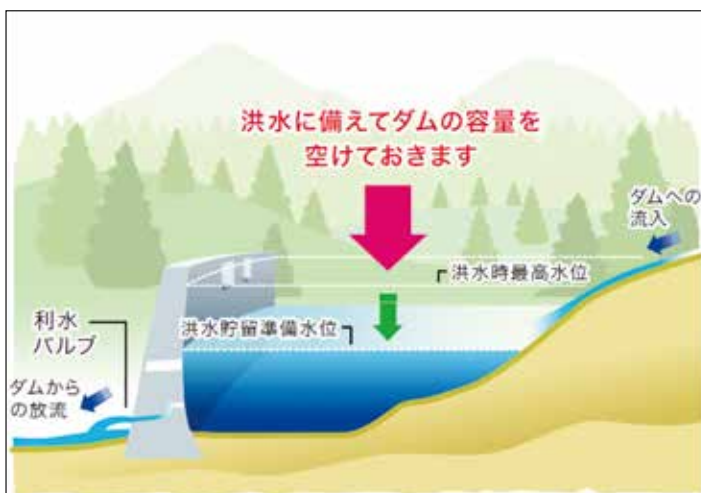 洪水に備えてダムの容量を
空けておきます
ダムへの
流入
洪水時最高水位
洪水貯留準備水位
利水
バルブ
ダムから
の放流